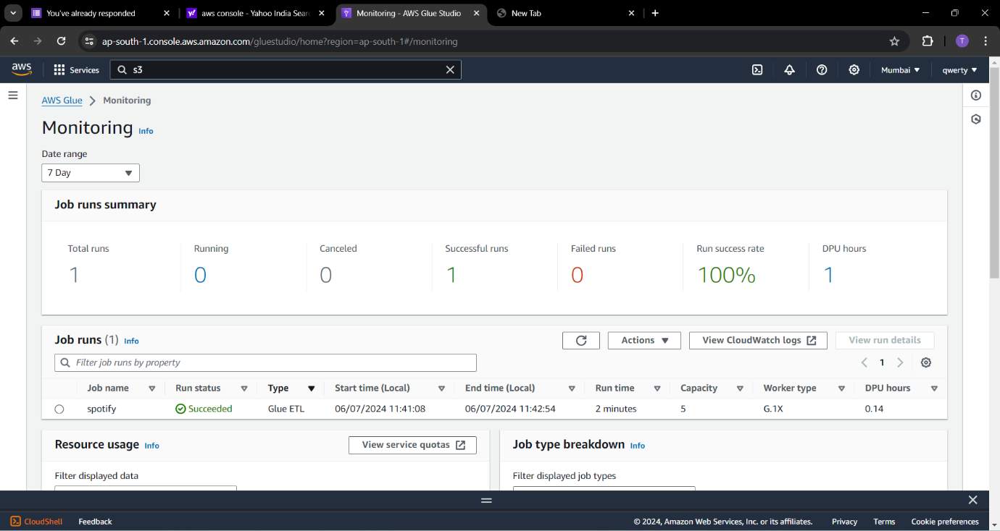 You've already responded
aws console - Yahoo India Sear
Monitoring - AWS Glue Studio
New Tab
ap-south-1.console.aws.amazon.com/gluestudio/home?region=ap-south-1#/monitoring
T
aws
Services
s3
Mumbai
qwerty
AWS Glue
Monitoring
Monitoring Info
Date range
7 Day
Job runs summary
Total runs
Running
Canceled
Successful runs
Failed runs
Run success rate
DPU hours
1
0
0
1
0
100%
1
Job runs (1) Info
Actions
View CloudWatch logs
View run details
Filter job runs by property
1
Job name
Run status
Type
Start time (Local)
End time (Local)
Run time
Capacity
Worker type
DPU hours
spotify
Succeeded
Glue ETL
06/07/2024 11:41:08
06/07/2024 11:42:54
2 minutes
5
G.1X
0.14
Resource usage Info
View service quotas
Job type breakdown Info
Filter displayed data
Filter displayed job types
CloudShell
Feedback
© 2024, Amazon Web Services, Inc. or its affiliates.
Privacy
Terms
Cookie preferences